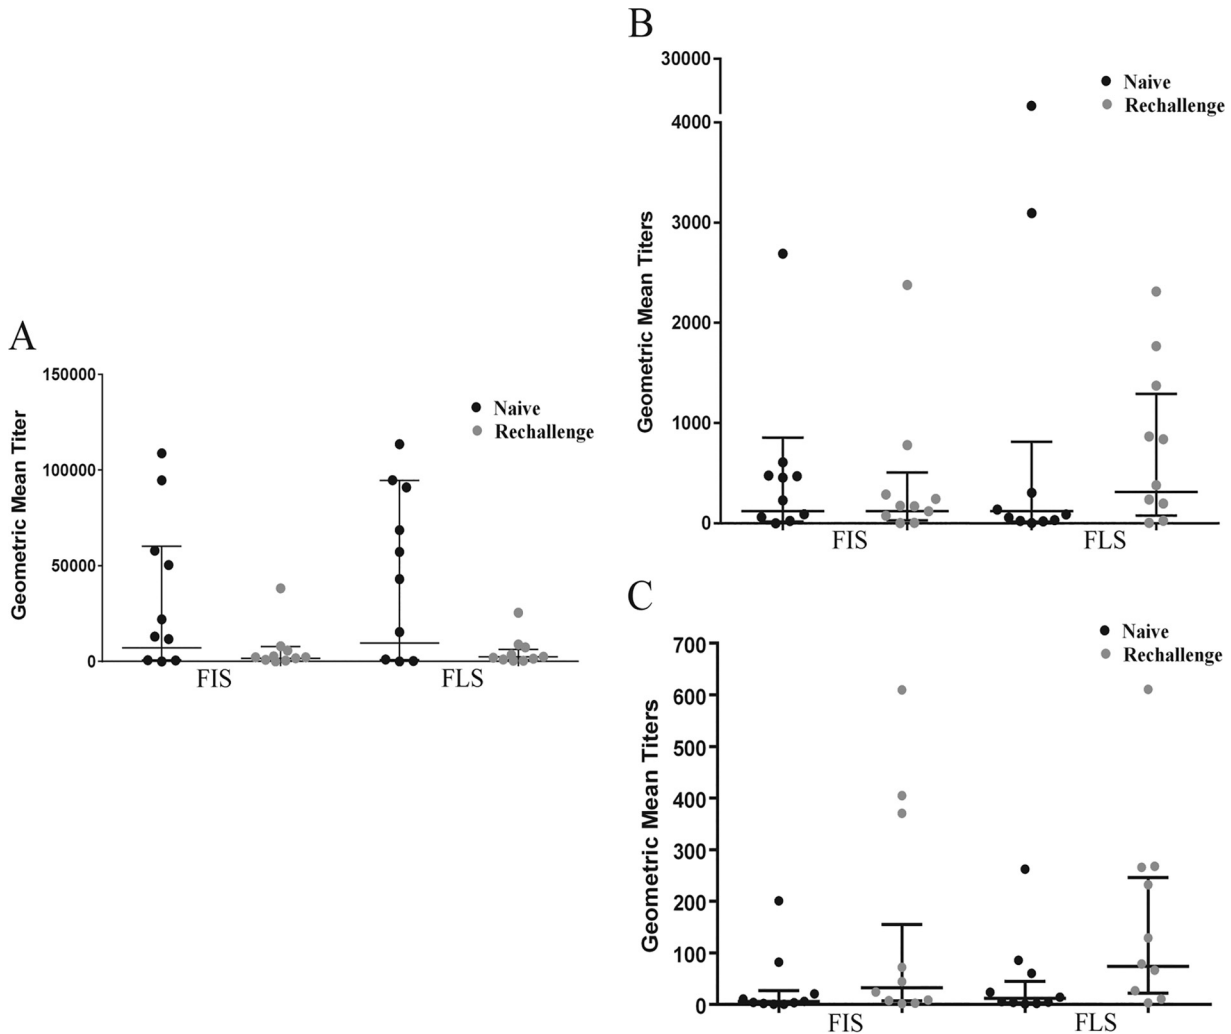 B
30000
Naive
Rechallenge
4000
3000
2000
1000
0
Geometric Mean Titers
FIS
FLS
A
150000
Naive
Rechallenge
100000
50000
0
Geometric Mean Titer
FIS
FLS
C
700
Naive
Rechallenge
600
500
400
300
200
100
0
Geometric Mean Titers
FIS
FLS